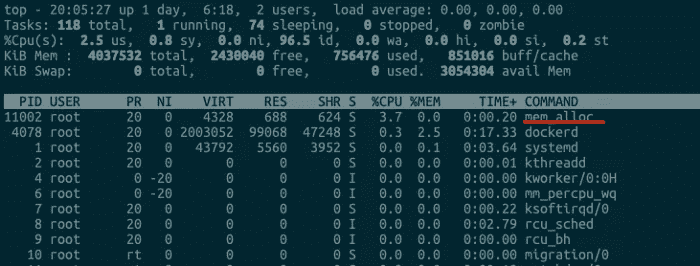 top - 20:05:27 up 1 day,  6:18,  2 users,  load average: 0.00, 0.00, 0.00
Tasks: 118 total,   1 running,  74 sleeping,   0 stopped,   0 zombie
%Cpu(s):  2.5 us,  0.8 sy,  0.0 ni, 96.5 id,  0.0 wa,  0.0 hi,  0.0 si,  0.2 st
KiB Mem :  4037532 total,  2430040 free,   756476 used,   851016 buff/cache
KiB Swap:        0 total,        0 free,        0 used.  3054304 avail Mem
PID USER PR NI VIRT RES SHR S %CPU %MEM TIME+ COMMAND
11002 root 20 0 4328 688 624 S 3.7 0.0 0:00.20 mem_alloc
4078 root 20 0 2003052 99068 47248 S 0.3 2.5 0:17.33 dockerd
1 root 20 0 43792 5560 3952 S 0.0 0.1 0:03.64 systemd
2 root 20 0 0 0 0 S 0.0 0.0 0:00.01 kthreadd
4 root 0 -20 0 0 0 I 0.0 0.0 0:00.00 kworker/0:0H
6 root 0 -20 0 0 0 I 0.0 0.0 0:00.00 mm_percpu_wq
7 root 20 0 0 0 0 S 0.0 0.0 0:00.22 ksoftirqd/0
8 root 20 0 0 0 0 I 0.0 0.0 0:02.79 rcu_sched
9 root 20 0 0 0 0 I 0.0 0.0 0:00.00 rcu_bh
10 root rt 0 0 0 0 S 0.0 0.0 0:00.00 migration/0